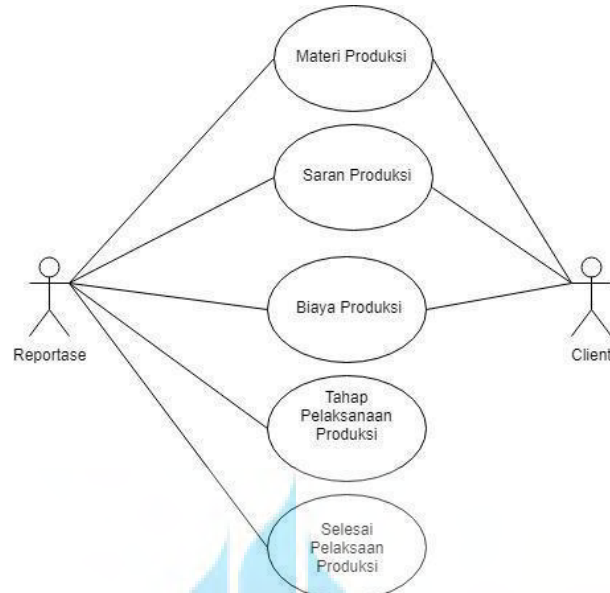 Materi Produksi
Saran Produksi
Biaya Produksi
Reportase
Client
Tahap
Pelaksanaan
Produksi
Selesai
Pelaksaan
Produksi